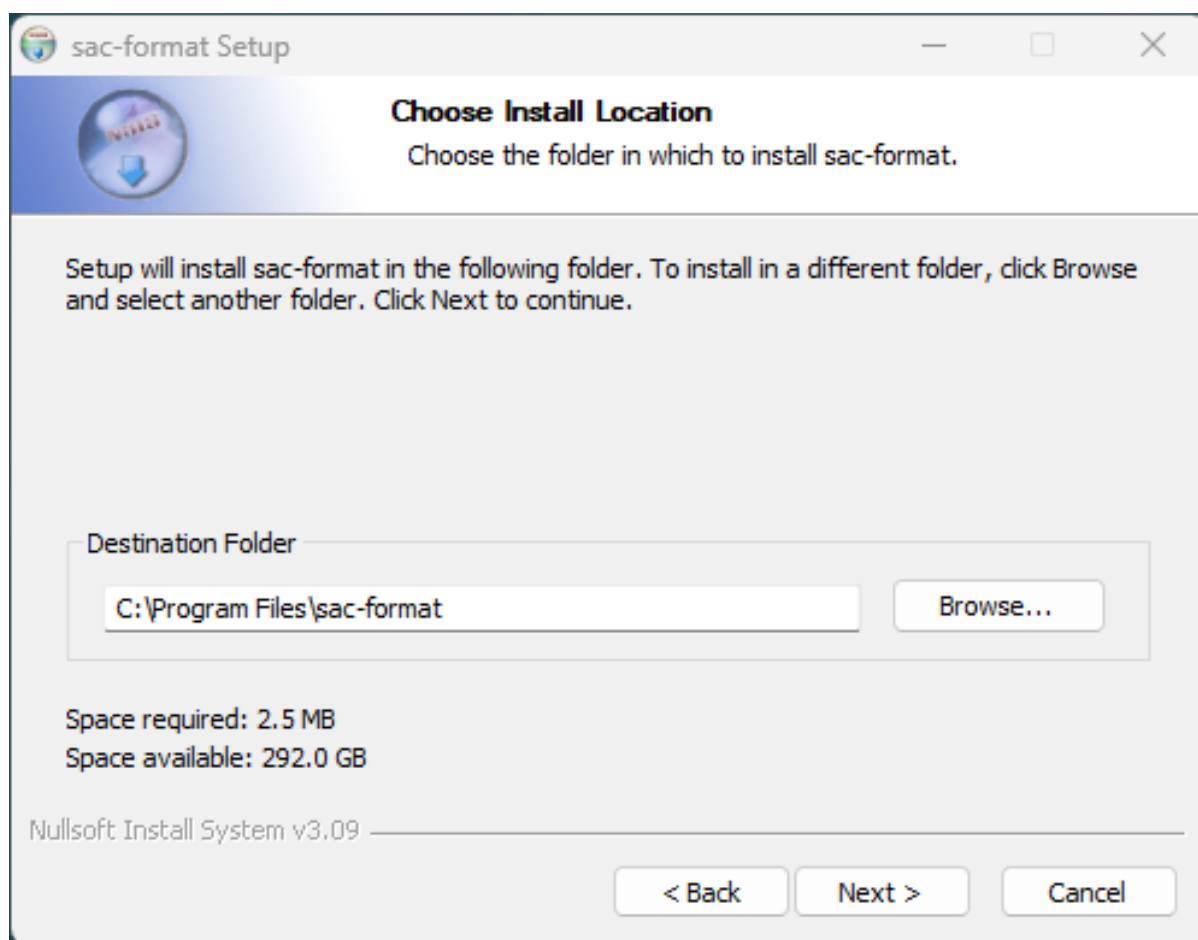 sac-format Setup
Choose Install Location
Choose the folder in which to install sac-format.
Setup will install sac-format in the following folder. To install in a different folder, click Browse
and select another folder. Click Next to continue.
Destination Folder
C:\Program Files\sac-format
Browse...
Space required: 2.5 MB
Space available: 292.0 GB
Nullsoft Install System v3.09
< Back
Next >
Cancel